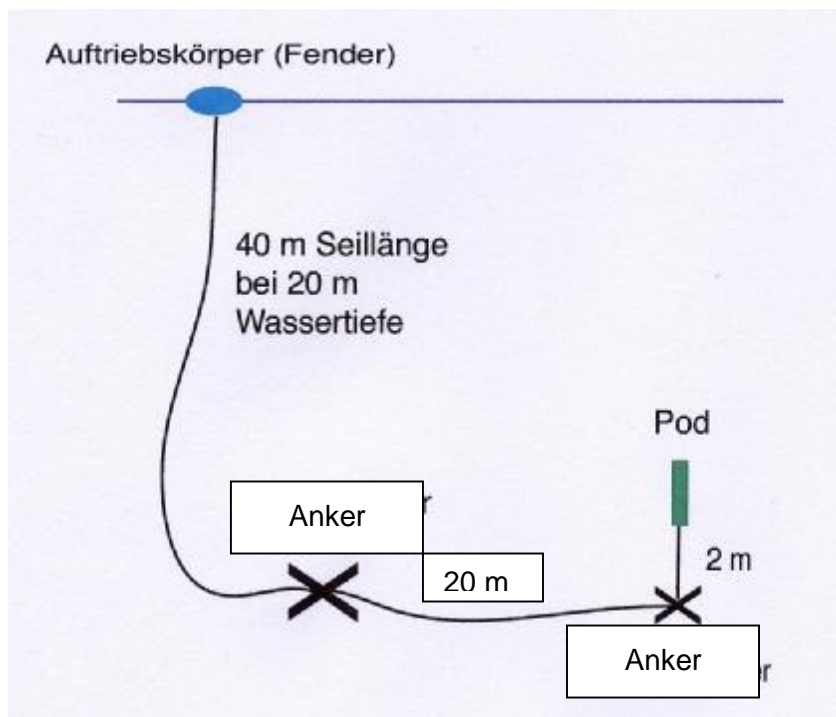 Auftriebskörper (Fender)
40 m Seillänge
bei 20 m
Wassertiefe
Pod
Anker
20 m
2 m
Anker